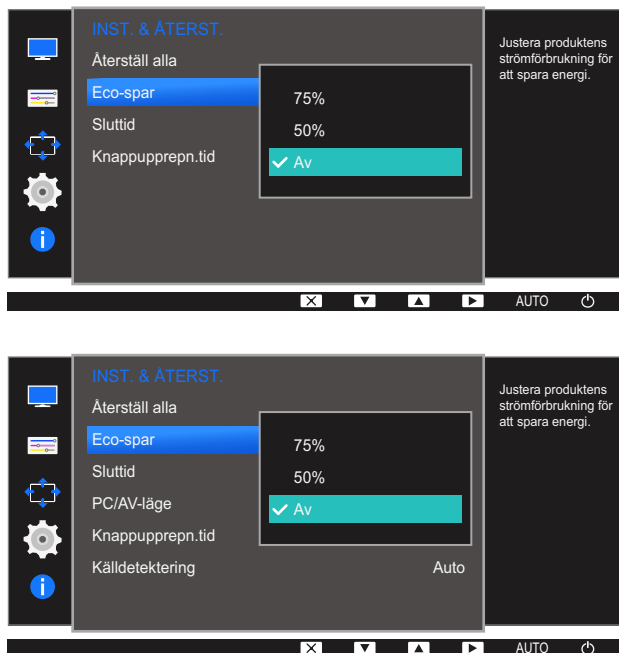 INST. & ÅTERST.
Återställ alla
Eco-spar
Sluttid
Knappupprepn.tid
75%
50%
Av
Justera produktens
strömförbrukning för
att spara energi.
AUTO
INST. & ÅTERST.
Återställ alla
Eco-spar
Sluttid
PC/AV-läge
Knappupprepn.tid
Källdetektering Auto
75%
50%
Av
Justera produktens
strömförbrukning för
att spara energi.
AUTO